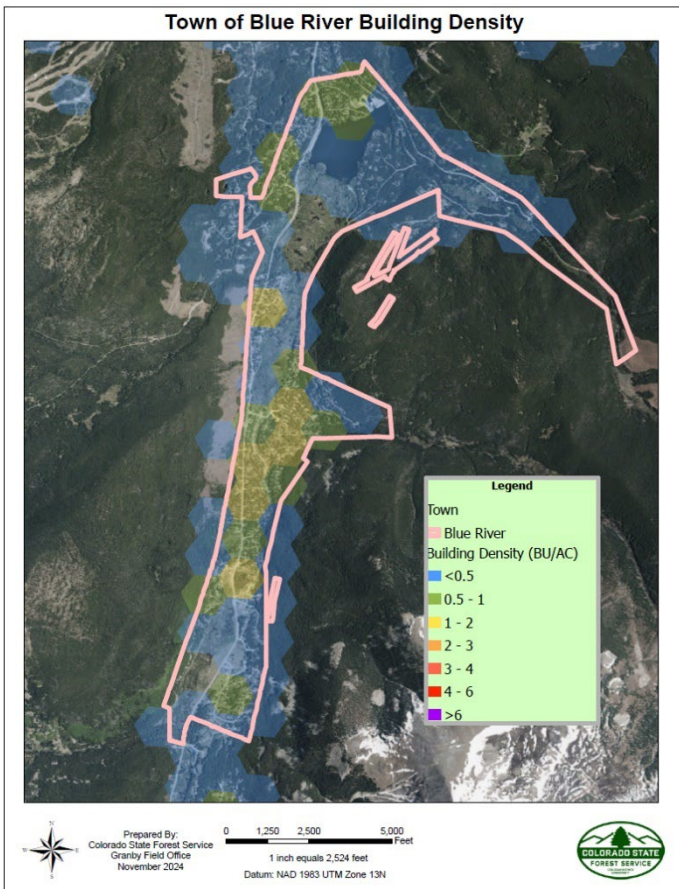 Town of Blue River Building Density
Legend
Town
Blue River
Building Density (BU/AC)
<0.5
0.5 - 1
1 - 2
2 - 3
3 - 4
4 - 6
>6
N
W
E
S
Prepared By:
Colorado State Forest Service
Granby Field Office
November 2024
0 1,250 2,500 5,000
Feet
1 inch equals 2,524 feet
Datum: NAD 1983 UTM Zone 13N
COLORADO STATE
FOREST SERVICE